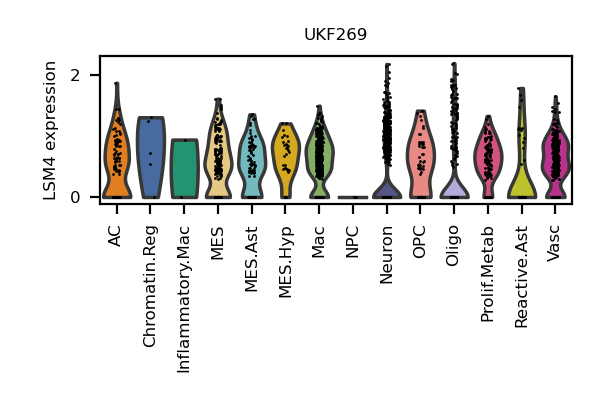 UKF269
LSM4 expression
2
0
AC
Chromatin.Reg
Inflammatory.Mac
MES
MES.Ast
MES.Hyp
Mac
NPC
Neuron
OPC
Oligo
Prolif.Metab
Reactive.Ast
Vasc